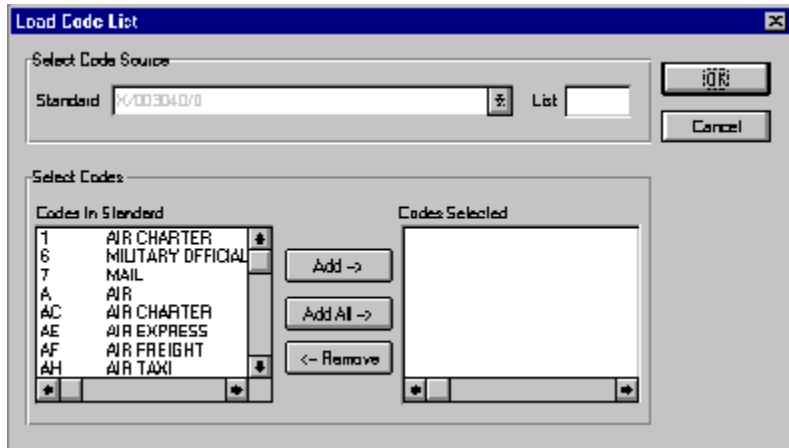 Load Code List
Select Code Source
Standard X/003040/0 List
OK
Cancel
Select Codes
Codes In Standard
Codes Selected
1 AIR CHARTER
6 MILITARY OFFICIAL
7 MAIL
A AIR
AC AIR CHARTER
AE AIR EXPRESS
AF AIR FREIGHT
AH AIR TAXI
Add ->
Add All ->
<- Remove